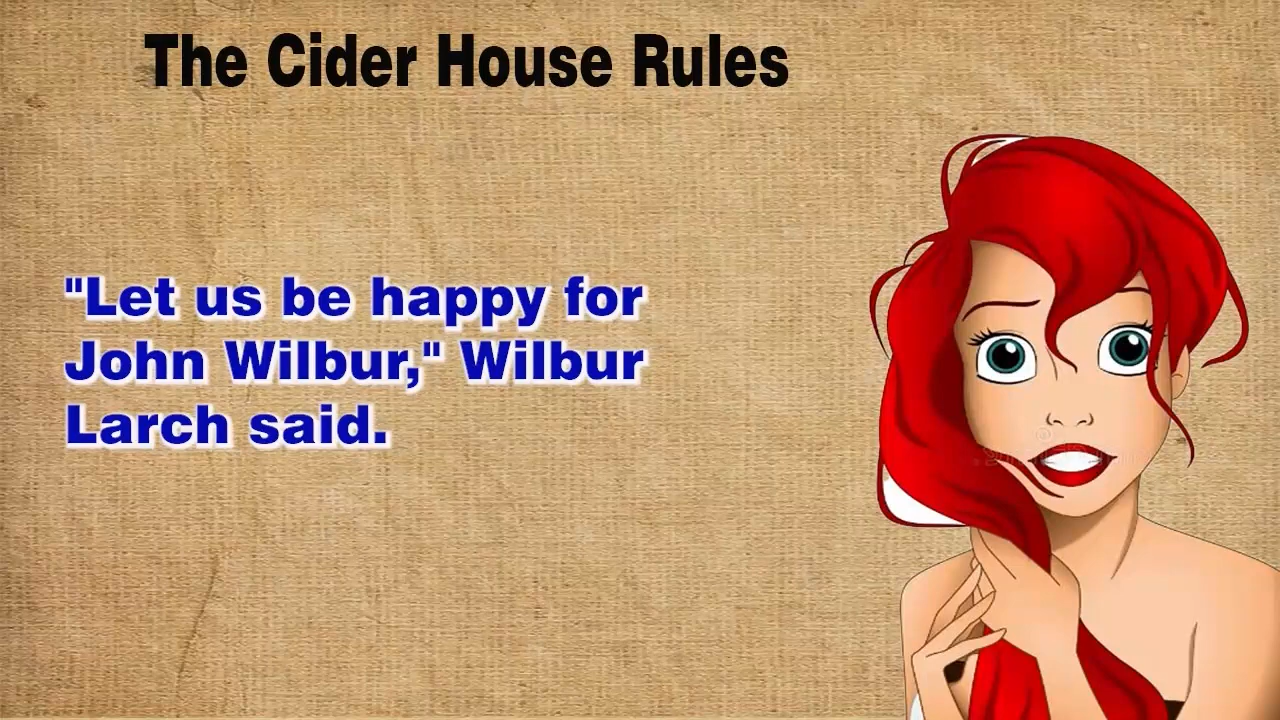 The Cider House Rules
"Let us be happy for
John Wilbur," Wilbur
Larch said.